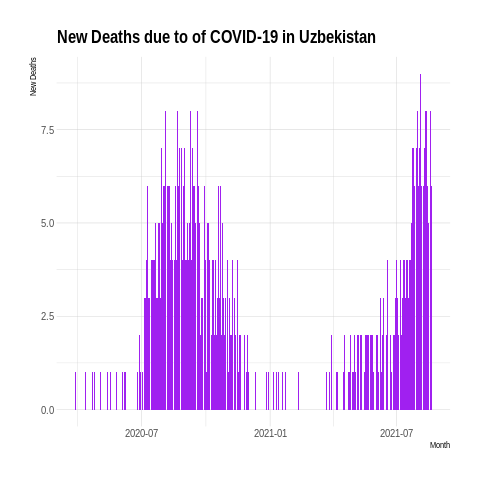 New Deaths due to of COVID-19 in Uzbekistan
New Deaths
7.5
5.0
2.5
0.0
2020-07 2021-01 2021-07
Month